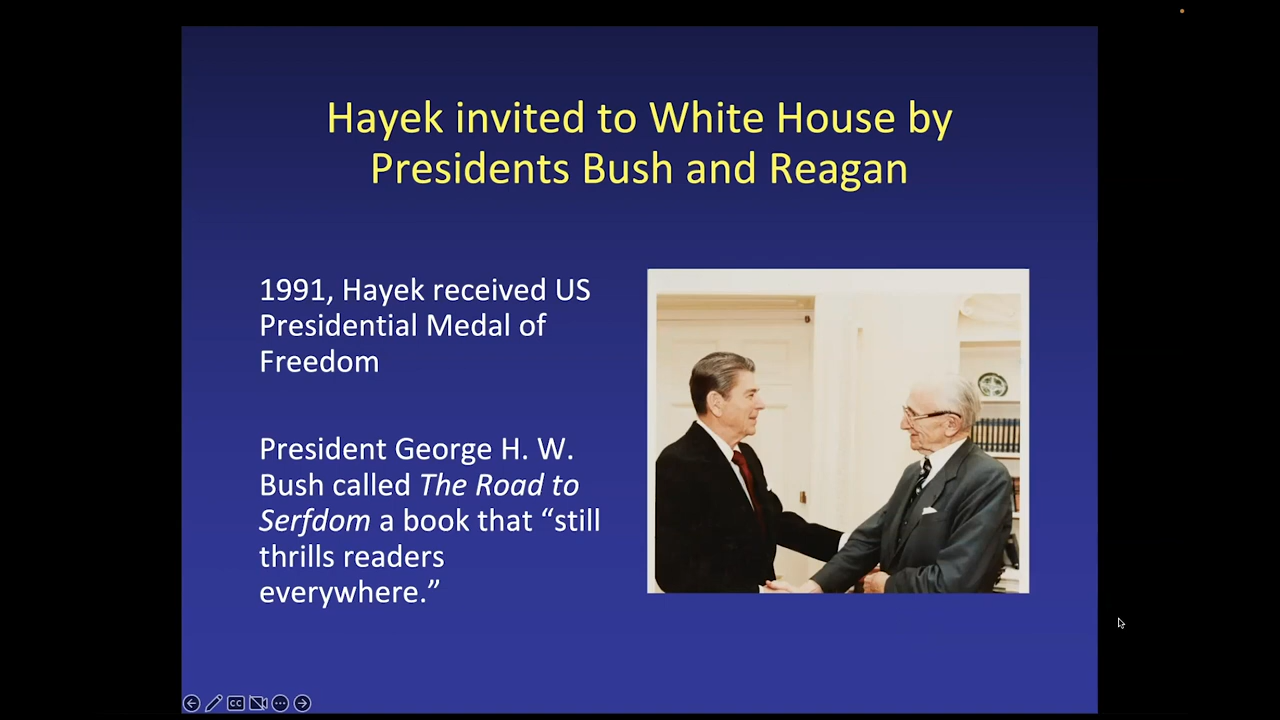 Hayek invited to White House by
Presidents Bush and Reagan
1991, Hayek received US
Presidential Medal of
Freedom
President George H. W.
Bush called The Road to
Serfdom a book that “still
thrills readers
everywhere.”
CC